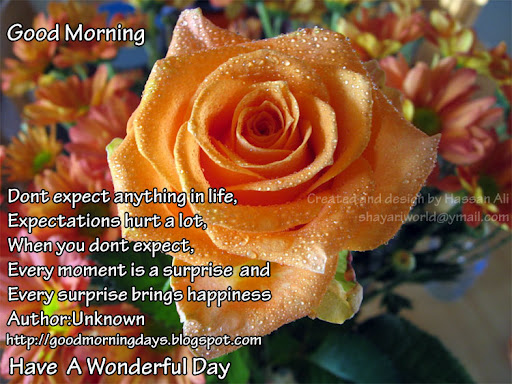 Good Morning
Dont expect anything in life,
Expectations hurt a lot,
When you dont expect,
Every moment is a surprise and
Every surprise brings happiness
Author:Unknown
http://goodmorningdays.blogspot.com
Have A Wonderful Day
Created and design by Hassan Ali
shayariworld@ymail.com